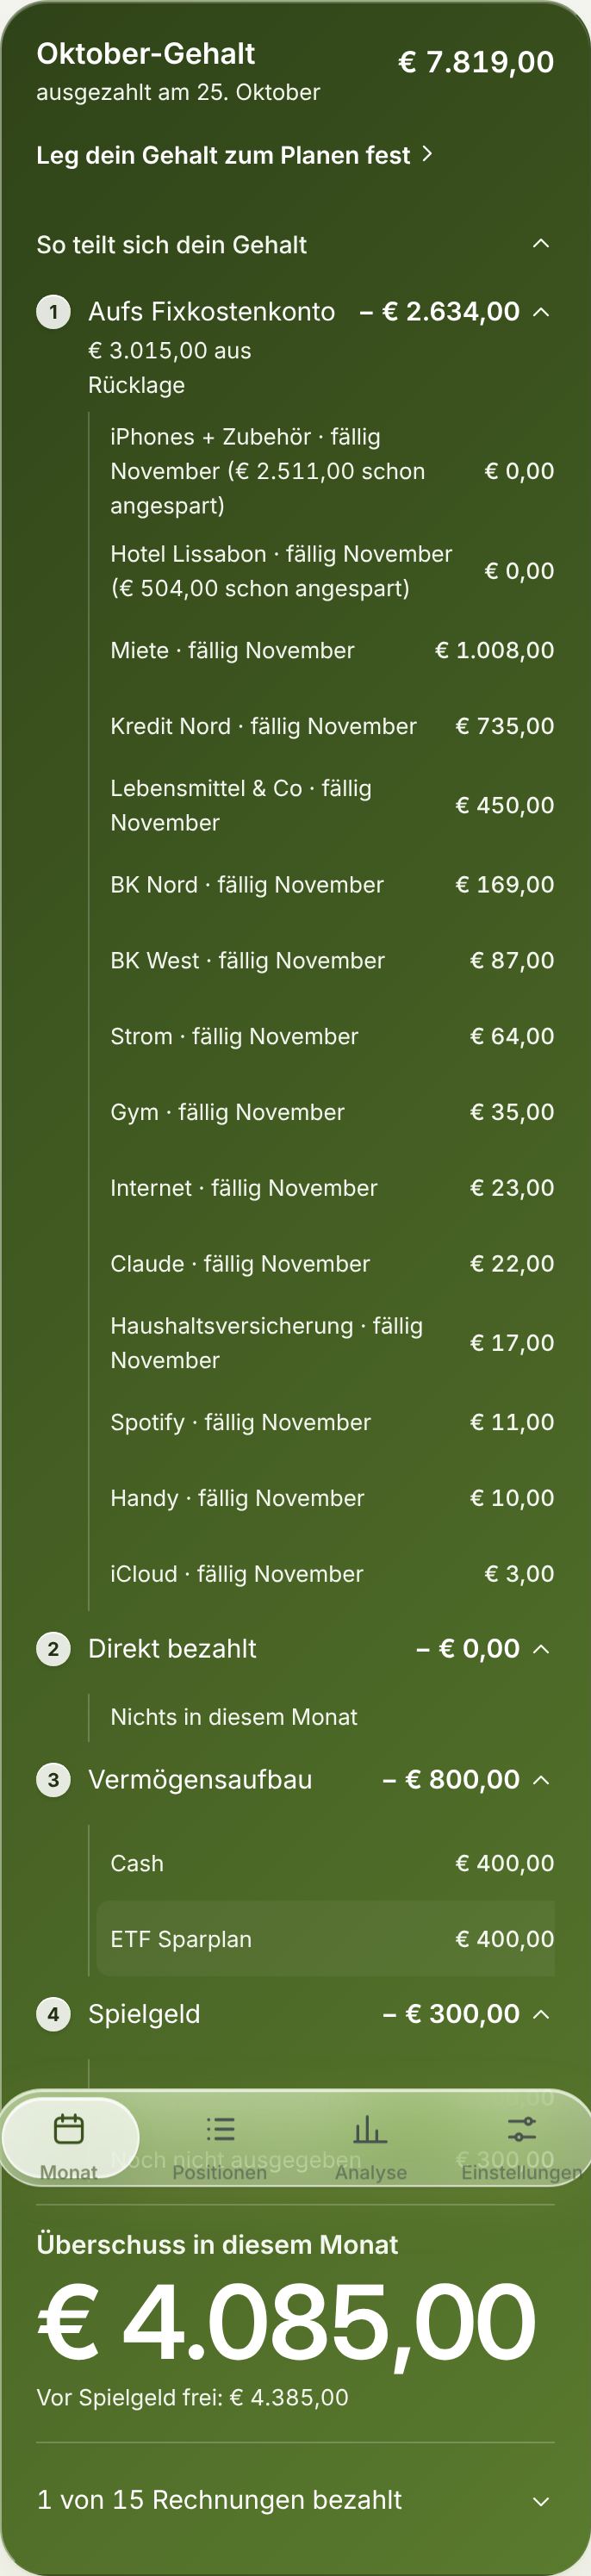 Oktober-Gehalt
€ 7.819,00
ausgezahlt am 25. Oktober
Leg dein Gehalt zum Planen fest
So teilt sich dein Gehalt
1 Aufs Fixkostenkonto – € 2.634,00
€ 3.015,00 aus
Rücklage
iPhones + Zubehör · fällig
November (€ 2.511,00 schon
angespart)
€ 0,00
Hotel Lissabon · fällig November
(€ 504,00 schon angespart)
€ 0,00
Miete · fällig November € 1.008,00
Kredit Nord · fällig November € 735,00
Lebensmittel & Co · fällig
November
€ 450,00
BK Nord · fällig November € 169,00
BK West · fällig November € 87,00
Strom · fällig November € 64,00
Gym · fällig November € 35,00
Internet · fällig November € 23,00
Claude · fällig November € 22,00
Haushaltsversicherung · fällig
November
€ 17,00
Spotify · fällig November € 11,00
Handy · fällig November € 10,00
iCloud · fällig November € 3,00
2 Direkt bezahlt – € 0,00
Nichts in diesem Monat
3 Vermögensaufbau – € 800,00
Cash € 400,00
ETF Sparplan € 400,00
4 Spielgeld – € 300,00
Noch nicht ausgegeben € 300,00
Monat Positionen Analyse Einstellungen
Überschuss in diesem Monat
€ 4.085,00
Vor Spielgeld frei: € 4.385,00
1 von 15 Rechnungen bezahlt